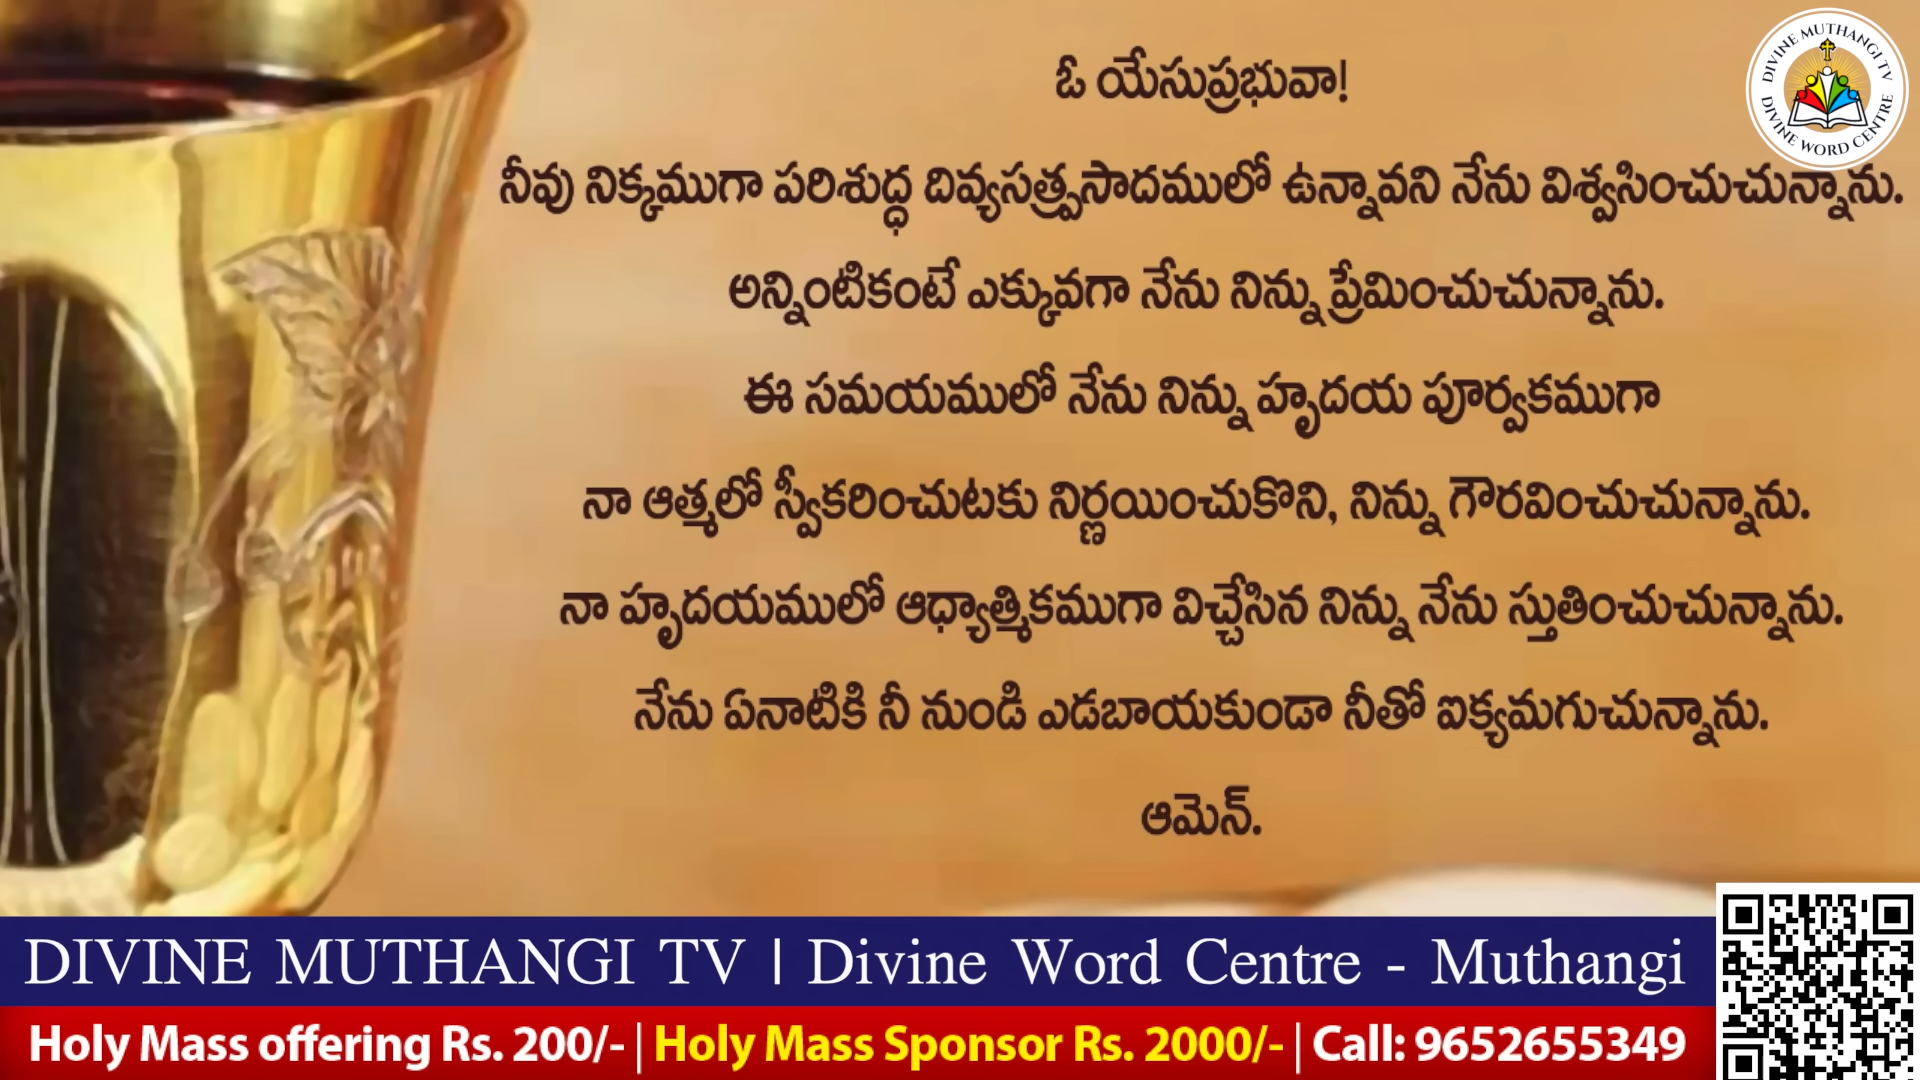 ఓ యేసుప్రభువా!
నీవు నిక్కముగా పరిశుద్ధ దివ్యసత్ప్రసాదములో ఉన్నావని నేను విశ్వసించుచున్నాను.
అన్నింటికంటే ఎక్కువగా నేను నిన్ను ప్రేమించుచున్నాను.
ఈ సమయములో నేను నిన్ను హృదయ పూర్వకముగా
నా ఆత్మలో స్వీకరించుటకు నిర్ణయించుకొని, నిన్ను గౌరవించుచున్నాను.
నా హృదయములో ఆధ్యాత్మికముగా విచ్చేసిన నిన్ను నేను స్తుతించుచున్నాను.
నేను ఏనాటికి నీ నుండి ఎడబాయకుండా నీతో ఐక్యమగుచున్నాను.
ఆమెన్.
DIVINE MUTHANGI TV
DIVINE WORD CENTRE
DIVINE MUTHANGI TV | Divine Word Centre - Muthangi
Holy Mass offering Rs. 200/- | Holy Mass Sponsor Rs. 2000/- | Call: 9652655349